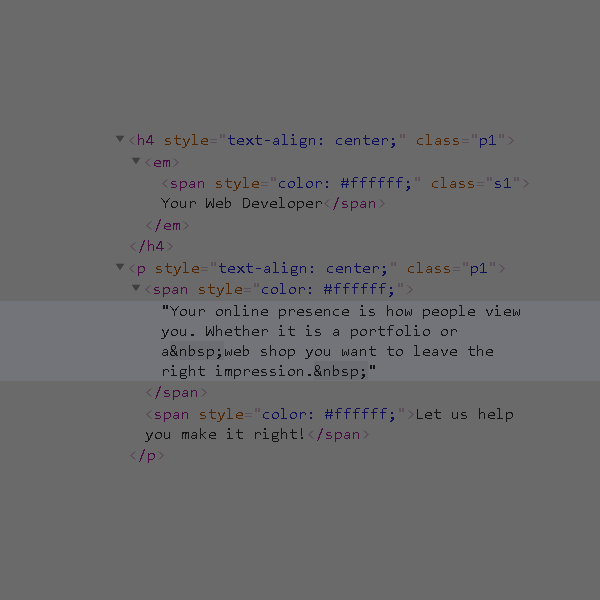 <h4 style="text-align: center;" class="p1">
<em>
<span style="color: #ffffff;" class="s1">
Your Web Developer</span>
</em>
</h4>
<p style="text-align: center;" class="p1">
<span style="color: #ffffff;">
"Your online presence is how people view
you. Whether it is a portfolio or
a&nbsp;web shop you want to leave the
right impression.&nbsp;"
</span>
<span style="color: #ffffff;">Let us help
you make it right!</span>
</p>